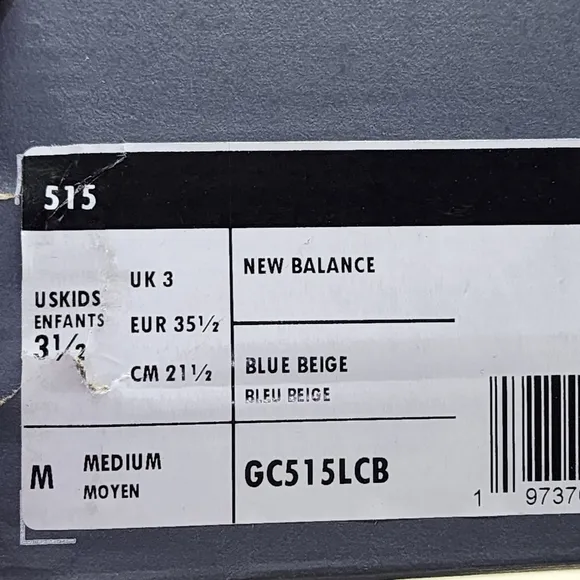 515
USKIDS
ENFANTS
3½
UK 3
EUR 35½
CM 21½
NEW BALANCE
BLUE BEIGE
BLEU BEIGE
M
MEDIUM
MOYEN
GC515LCB
1